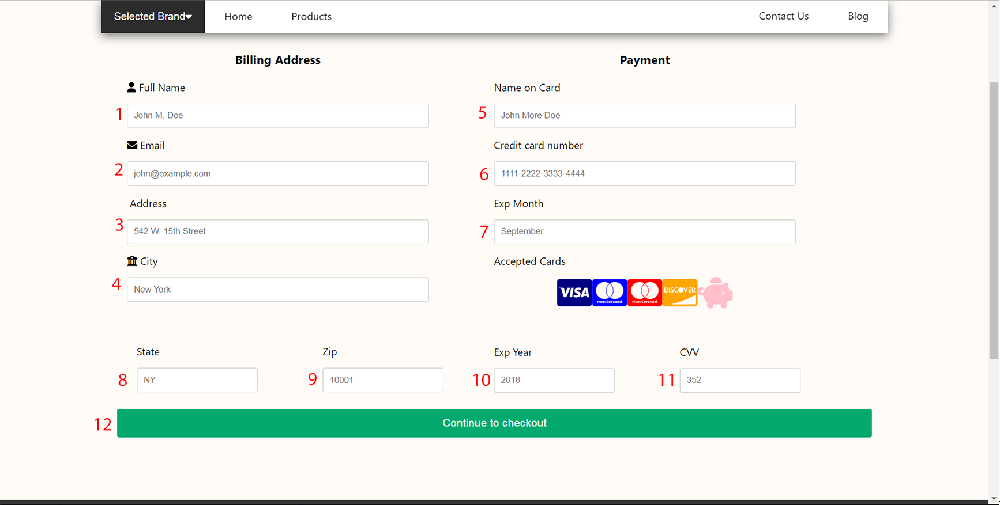 Selected Brand Home Products Contact Us Blog
Billing Address
Full Name
1 John M. Doe
Email
2 john@example.com
Address
3 542 W. 15th Street
City
4 New York
Payment
Name on Card
5 John More Doe
Credit card number
6 1111-2222-3333-4444
Exp Month
7 September
Accepted Cards
VISA mastercard mastercard DISCOVER
State Zip Exp Year CVV
8 NY 9 10001 10 2018 11 352
12 Continue to checkout